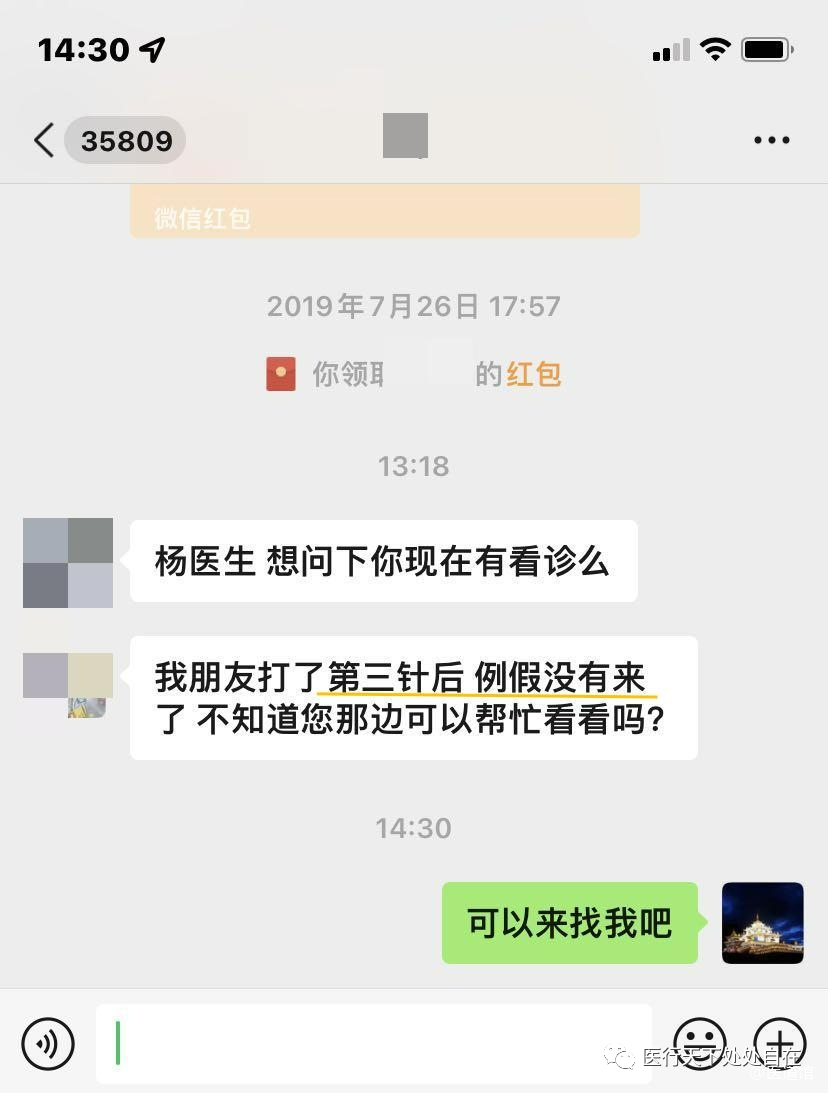 14:30
35809
微信红包
2019年7月26日 17:57
你领取 的红包
13:18
杨医生 想问下你现在有看诊么
我朋友打了第三针后 例假没有来
了 不知道您那边可以帮忙看看吗?
14:30
可以来找我吧
医行天下处处自在